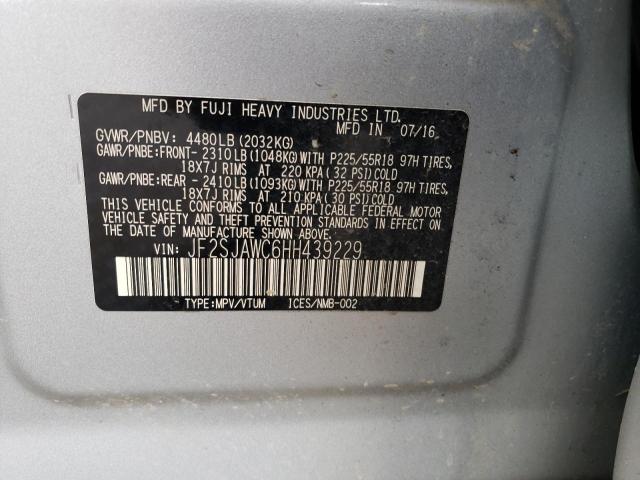 MFD BY FUJI HEAVY INDUSTRIES LTD.
MFD IN 07/16
GVWR/PNBV: 4480LB(2032KG)
GAWR/PNBE:FRONT- 2310LB(1048KG)WITH P225/55R18 97H TIRES,
18X7J RIMS AT 220 KPA(32 PSI)COLD
GAWR/PNBE:REAR - 2410LB(1093KG)WITH P225/55R18 97H TIRES,
18X7J RIMS AT 210 KPA(30 PSI)COLD
THIS VEHICLE CONFORMS TO ALL APPLICABLE FEDERAL MOTOR
VEHICLE SAFETY AND THEFT PREVENTION STANDARDS IN EFFECT ON
THE DATE OF MANUFACTURE SHOWN ABOVE.
VIN: JF2SJAWC6HH439229
TYPE:MPV/VTUM ICES/NMB-002